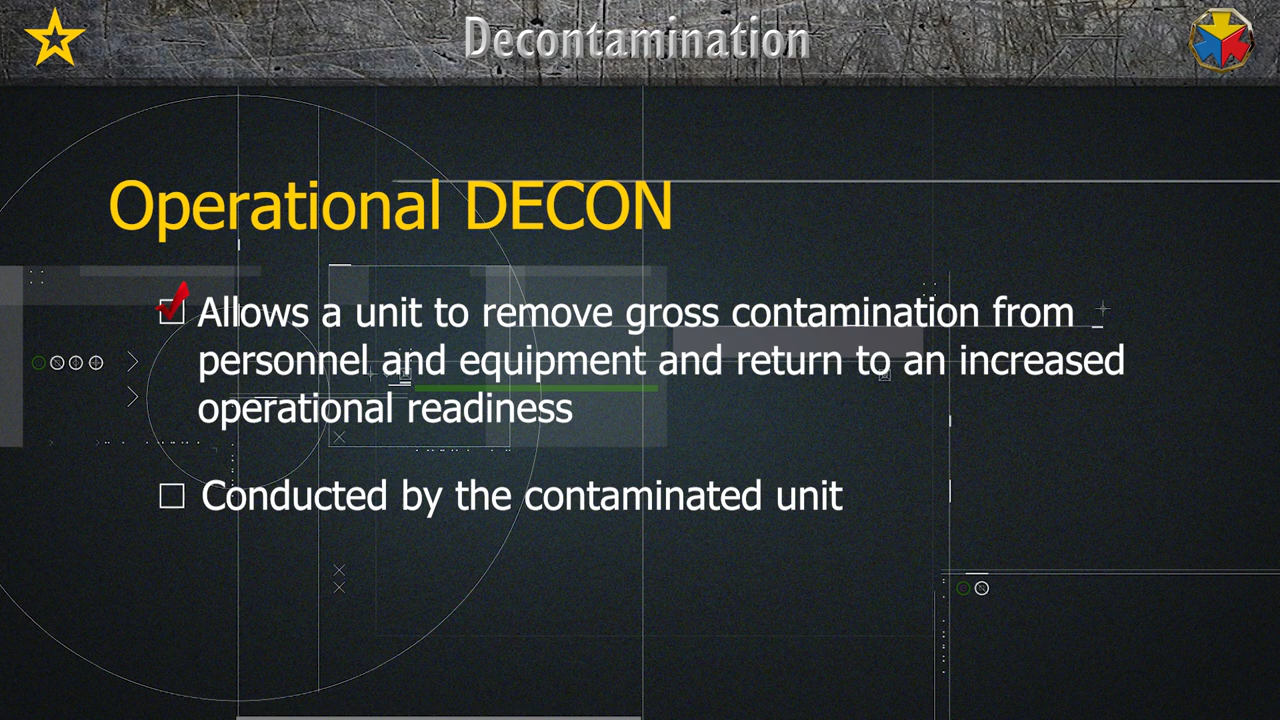 Decontamination
Operational DECON
Allows a unit to remove gross contamination from
personnel and equipment and return to an increased
operational readiness
Conducted by the contaminated unit